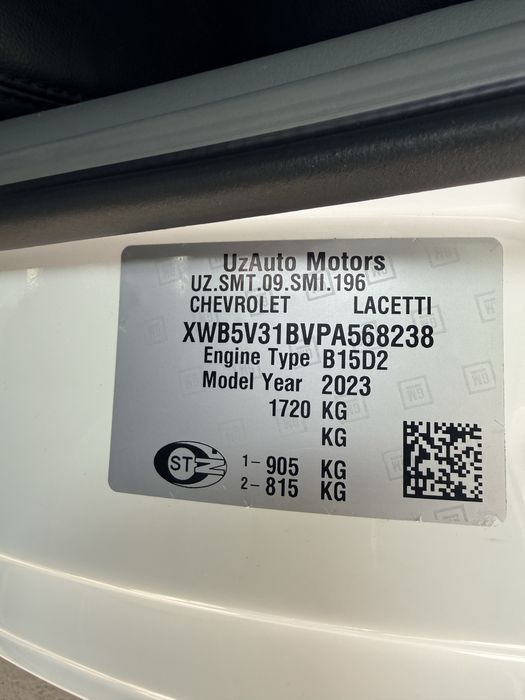 UzAuto Motors
UZ.SMT.09.SMI.196
CHEVROLET LACETTI
XWB5V31BVPA568238
Engine Type B15D2
Model Year 2023
1720 KG
KG
1- 905 KG
2- 815 KG
ST